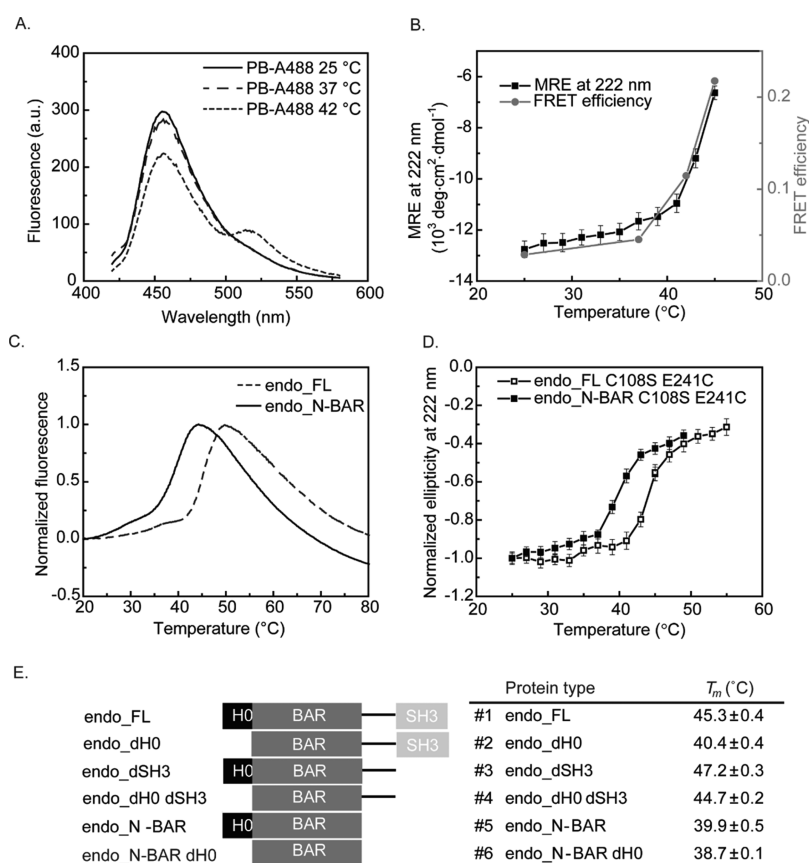 A.
Fluorescence (a.u.)
400
300
200
100
0
400 450 500 550 600
Wavelength (nm)
PB-A488 25 °C
PB-A488 37 °C
PB-A488 42 °C
B.
MRE at 222 nm
(10³ deg·cm²·dmol⁻¹)
-6
-8
-10
-12
-14
20 30 40 50
Temperature (°C)
MRE at 222 nm
FRET efficiency
0.2
0.1
0.0
FRET efficiency
C.
Normalized fluorescence
1.5
1.0
0.5
0.0
-0.5
20 30 40 50 60 70 80
Temperature (°C)
endo_FL
endo_N-BAR
D.
Normalized ellipticity at 222 nm
0.0
-0.4
-0.6
-0.8
-1.0
-1.2
20 30 40 50 60
Temperature (°C)
endo_FL C108S E241C
endo_N-BAR C108S E241C
E.
endo_FL H0 BAR SH3
endo_dH0 BAR SH3
endo_dSH3 H0 BAR
endo_dH0 dSH3 BAR
endo_N -BAR H0 BAR
endo_N-BAR dH0 BAR
Protein type Tm (˚C)
#1 endo_FL 45.3±0.4
#2 endo_dH0 40.4±0.4
#3 endo_dSH3 47.2±0.3
#4 endo_dH0 dSH3 44.7±0.2
#5 endo_N-BAR 39.9±0.5
#6 endo_N-BAR dH0 38.7±0.1